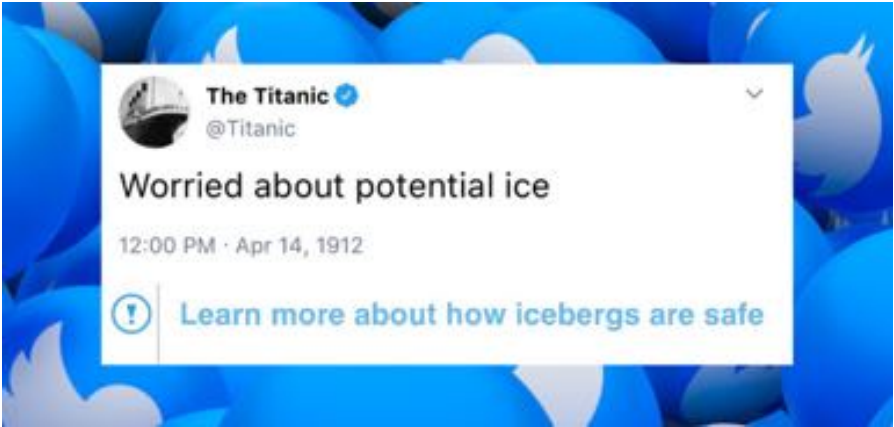 The Titanic
@Titanic
Worried about potential ice
12:00 PM · Apr 14, 1912
Learn more about how icebergs are safe